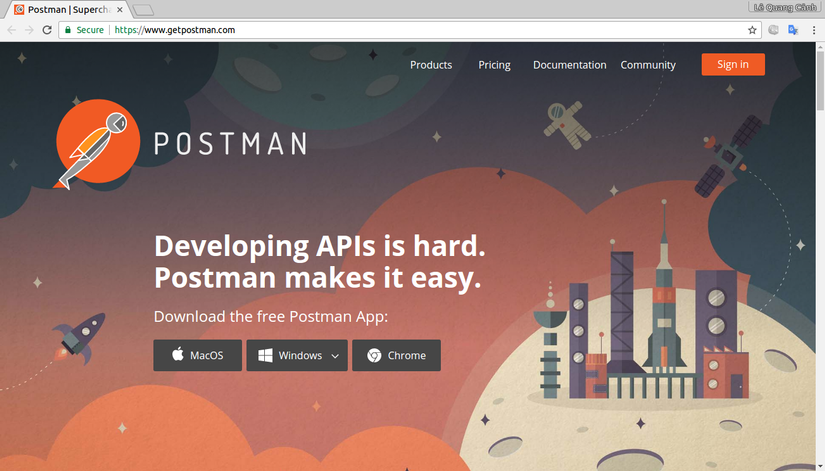 Postman | Superch
Lê Quang Cảnh
Secure https://www.getpostman.com
Products Pricing Documentation Community Sign in
POSTMAN
Developing APIs is hard.
Postman makes it easy.
Download the free Postman App:
MacOS Windows Chrome